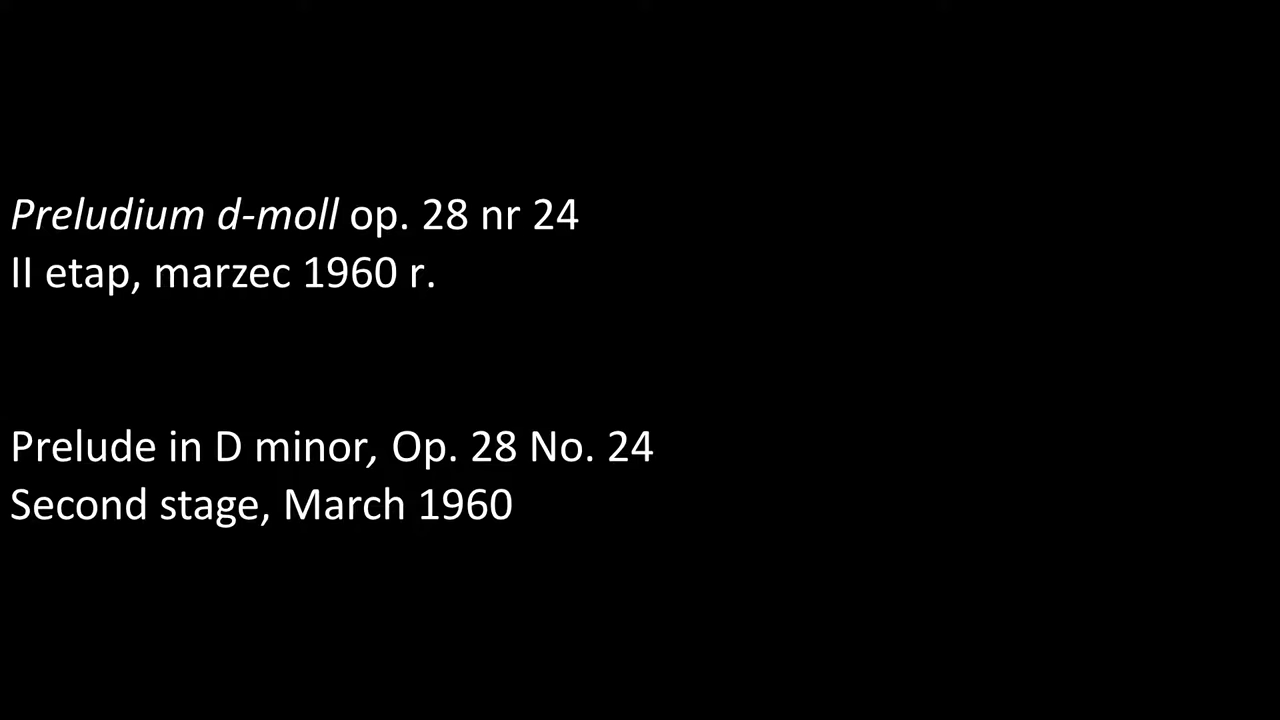 Preludium d-moll op. 28 nr 24
II etap, marzec 1960 r.
Prelude in D minor, Op. 28 No. 24
Second stage, March 1960